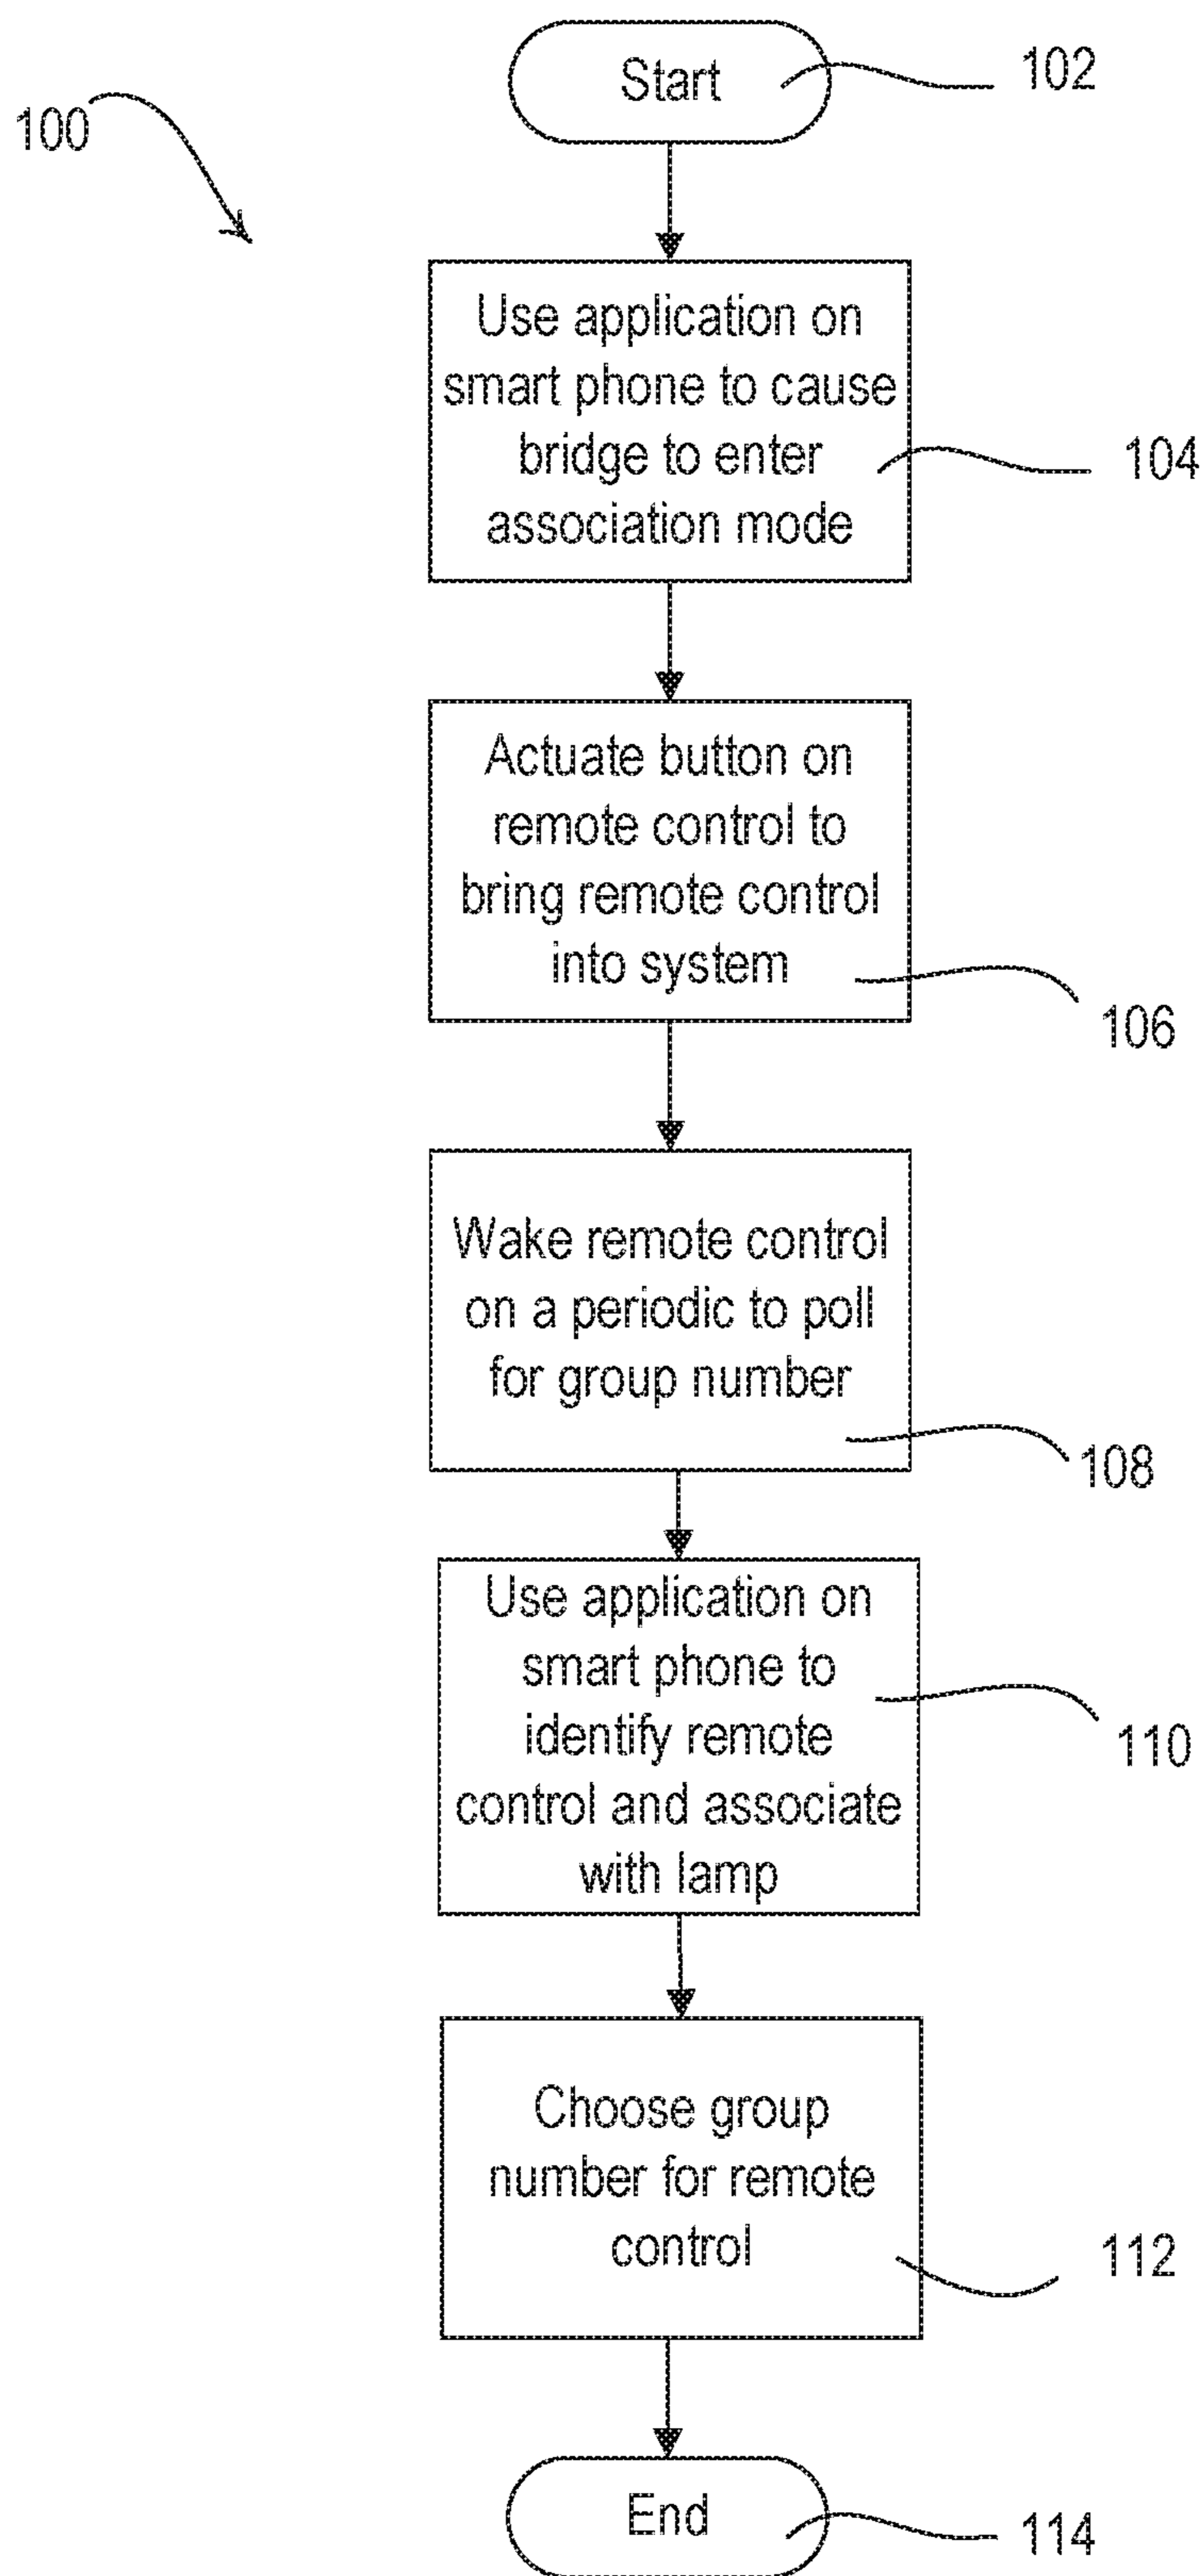 Start
102
100
Use application on
smart phone to cause
bridge to enter
association mode
104
Actuate button on
remote control to
bring remote control
into system
106
Wake remote control
on a periodic to poll
for group number
108
Use application on
smart phone to
identify remote
control and associate
with lamp
110
Choose group
number for remote
control
112
End
114